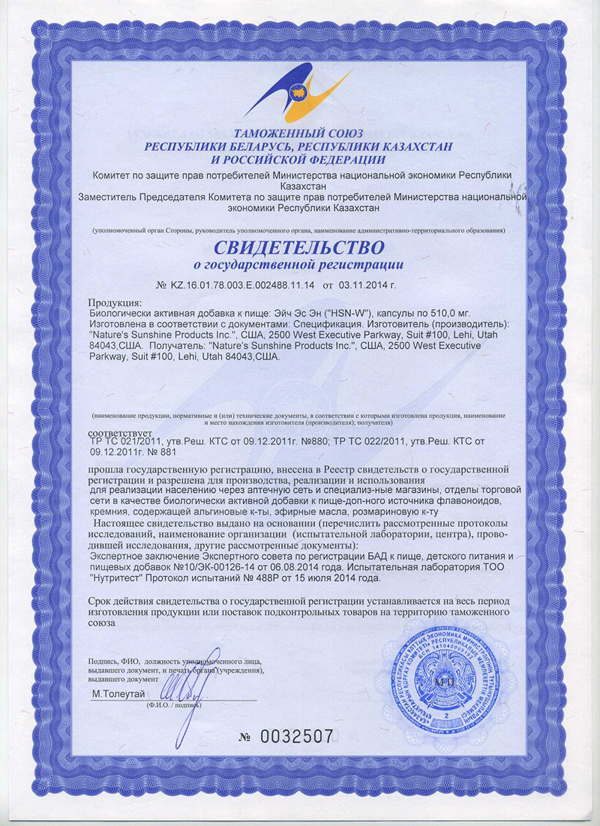 ТАМОЖЕННЫЙ СОЮЗ
РЕСПУБЛИКИ БЕЛАРУСЬ, РЕСПУБЛИКИ КАЗАХСТАН
И РОССИЙСКОЙ ФЕДЕРАЦИИ
Комитет по защите прав потребителей Министерства национальной экономики Республики
Казахстан
Заместитель Председателя Комитета по защите прав потребителей Министерства национальной
экономики Республики Казахстан
(уполномоченный орган Стороны, руководитель уполномоченного органа, наименование административно-территориального образования)
СВИДЕТЕЛЬСТВО
о государственной регистрации
№ KZ.16.01.78.003.E.002488.11.14 от 03.11.2014 г.
Продукция:
Биологически активная добавка к пище: Эйч Эс Эн ("HSN-W"), капсулы по 510,0 мг.
Изготовлена в соответствии с документами: Спецификация. Изготовитель (производитель):
"Nature's Sunshine Products Inc.", США, 2500 West Executive Parkway, Suit #100, Lehi, Utah
84043,США. Получатель: "Nature's Sunshine Products Inc.", США, 2500 West Executive
Parkway, Suit #100, Lehi, Utah 84043,США.
(наименование продукции, нормативные и (или) технические документы, в соответствии с которыми изготовлена продукция, наименование
и место нахождения изготовителя (производителя), получателя)
соответствует
ТР ТС 021/2011, утв.Реш. КТС от 09.12.2011г. №880; ТР ТС 022/2011, утв.Реш. КТС от
09.12.2011г. № 881
прошла государственную регистрацию, внесена в Реестр свидетельств о государственной
регистрации и разрешена для производства, реализации и использования
для реализации населению через аптечную сеть и специализ-ные магазины, отделы торговой
сети в качестве биологически активной добавки к пище-доп-ного источника флавоноидов,
кремния, содержащей альгиновые к-ты, эфирные масла, розмариновую к-ту
Настоящее свидетельство выдано на основании (перечислить рассмотренные протоколы
исследований, наименование организации (испытательной лаборатории, центра), прово-
дившей исследования, другие рассмотренные документы):
Экспертное заключение Экспертного совета по регистрации БАД к пище, детского питания и
пищевых добавок №10/ЭК-00126-14 от 06.08.2014 года. Испытательная лаборатория ТОО
"Нутритест" Протокол испытаний № 488Р от 15 июля 2014 года.
Срок действия свидетельства о государственной регистрации устанавливается на весь период
изготовления продукции или поставок подконтрольных товаров на территорию таможенного
союза
Подпись, ФИО, должность уполномоченного лица,
выдавшего документ, и печать органа (учреждения),
выдавшего документ
М.Толеутай
(Ф.И.О. / подпись)
М.П.
2
№ 0032507